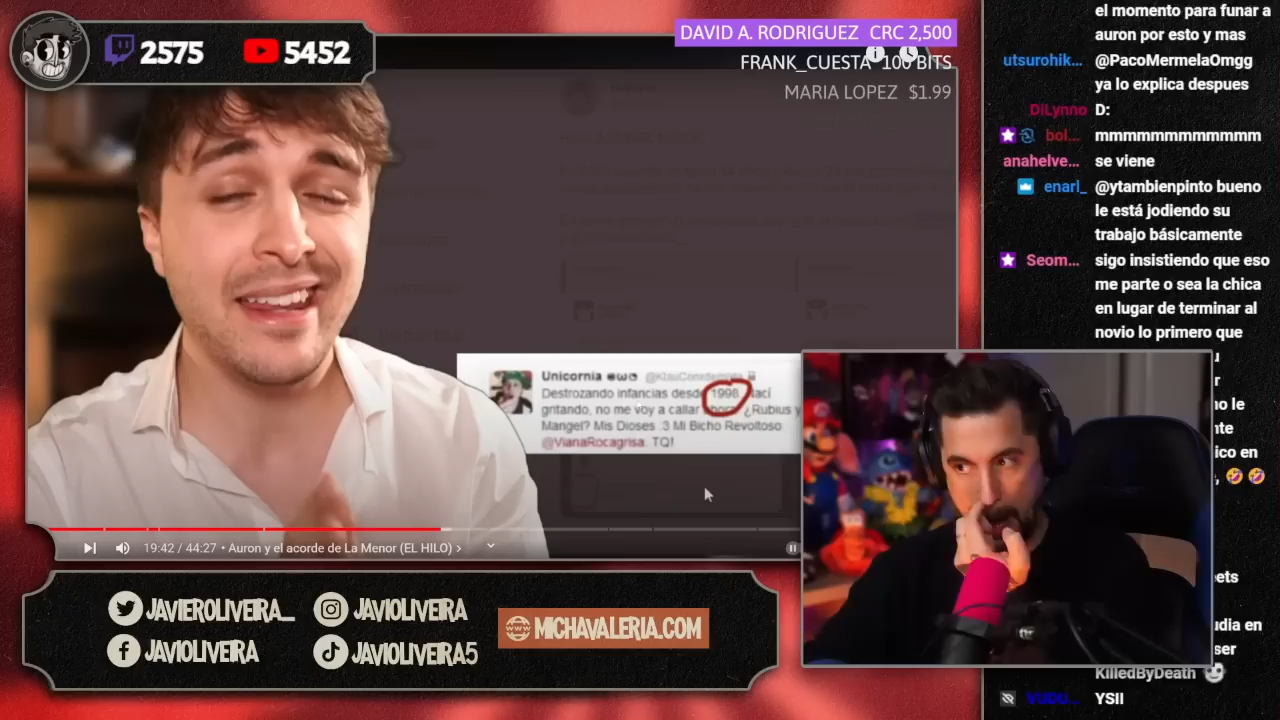 2575
5452
DAVID A. RODRIGUEZ CRC 2,500
FRANK_CUESTA 100 BITS
MARIA LOPEZ $1.99
Unicornia
Destrozando infancias desde 1996. Nací
gritando, no me voy a callar ahora. ¿Rubius y
Mangel? Mis Dioses :3 Mi Bicho Revoltoso
@VianaRocagrisa. TQ!
19:42 / 44:27 • Auron y el acorde de La Menor (EL HILO) >
JAVIEROLIVEIRA_
JAVIOLIVEIRA
JAVIOLIVEIRA
JAVIOLIVEIRA5
WWW
MICHAVALERIA.COM
el momento para funar a
auron por esto y mas
utsurohik... @PacoMermelaOmgg
ya lo explica despues
DiLynno D:
bol... mmmmmmmmmmmm
anahelve... se viene
enarl_ @ytambienpinto bueno
le está jodiendo su
trabajo básicamente
Seom... sigo insistiendo que eso
me parte o sea la chica
en lugar de terminar al
novio lo primero que
KilledByDeath
VUDU... YSII